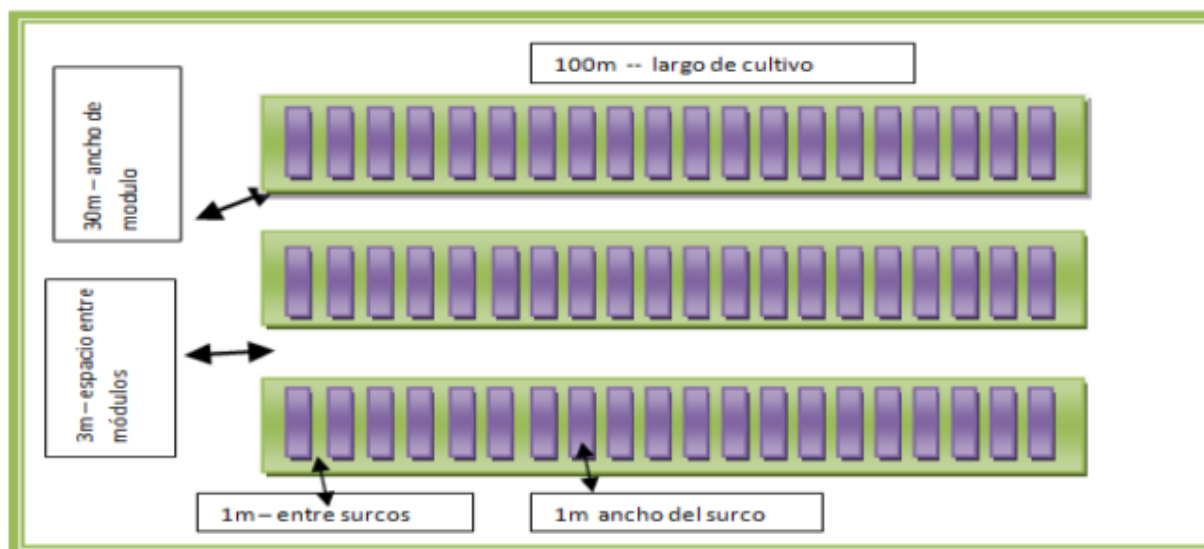 100m -- largo de cultivo
30m – ancho de
modulo
3m – espacio entre
módulos
1m – entre surcos
1m ancho del surco